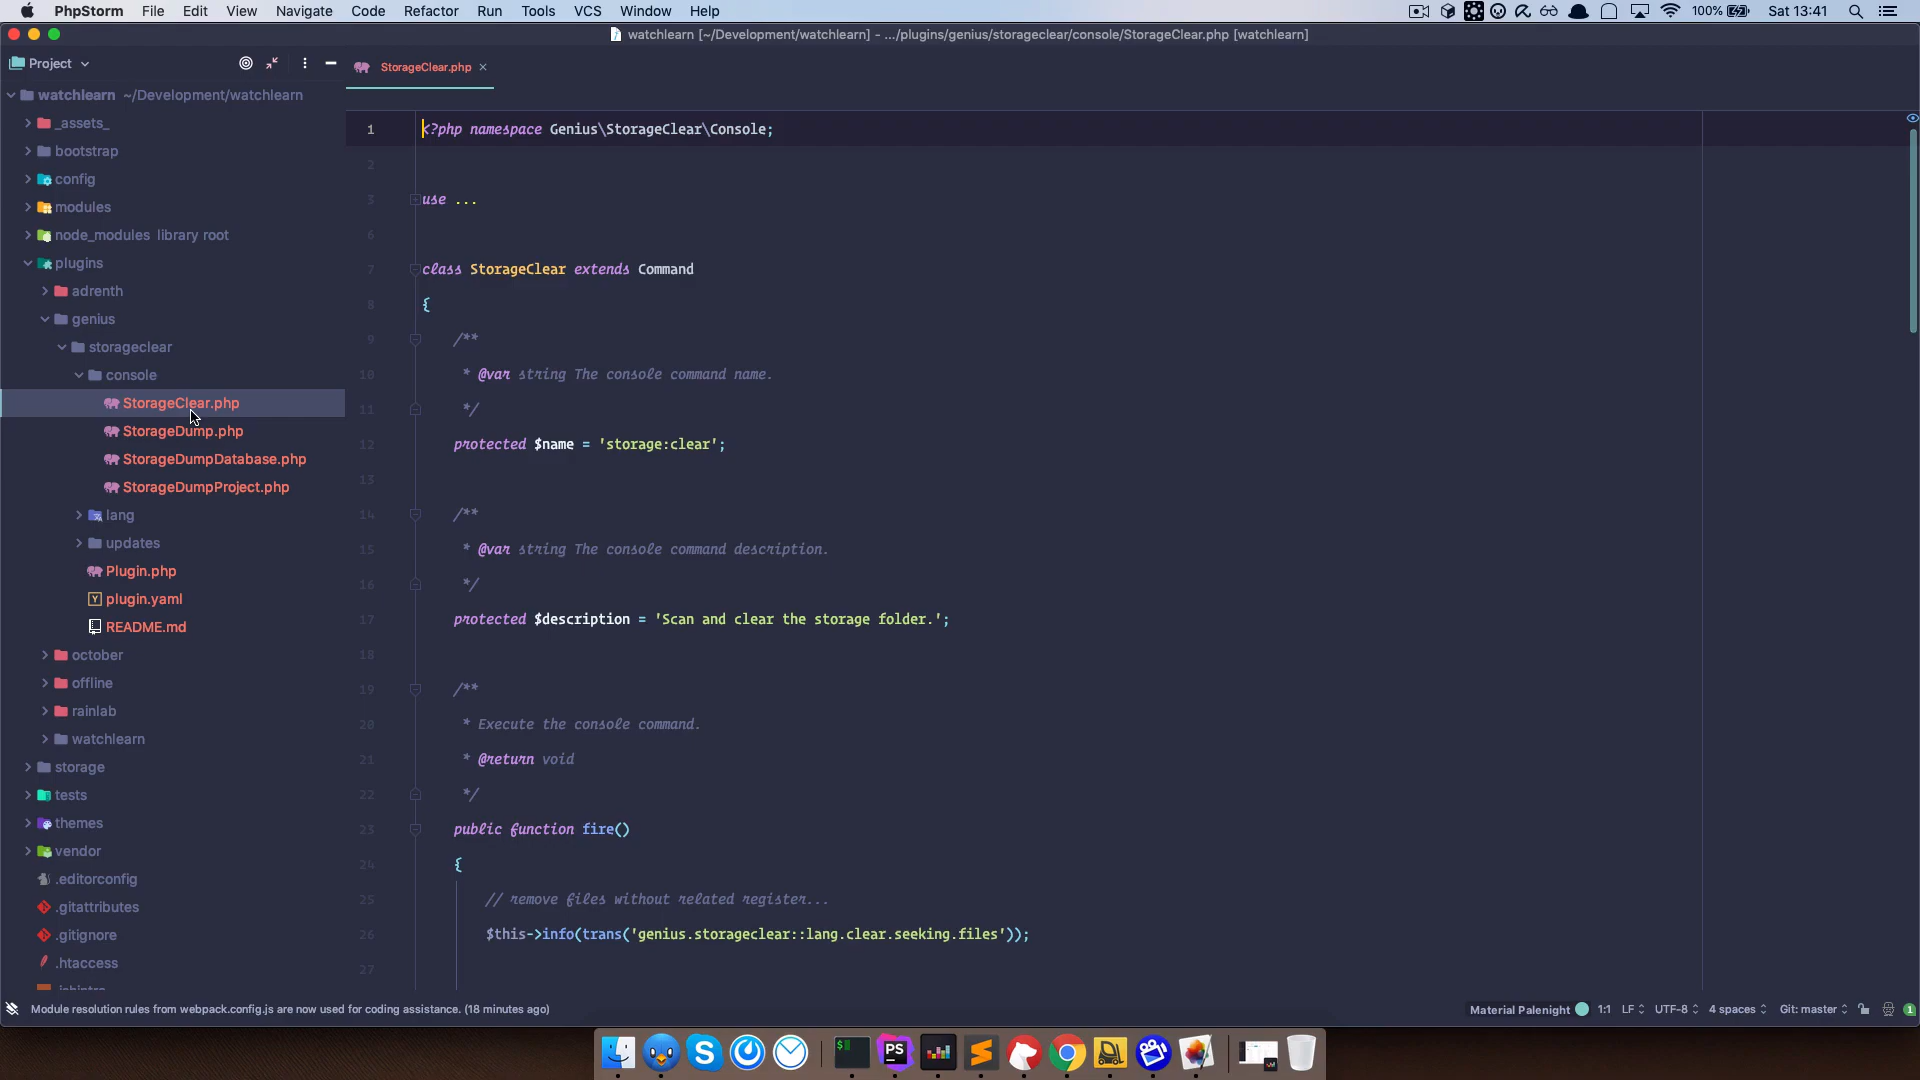 PhpStorm File Edit View Navigate Code Refactor Run Tools VCS Window Help 100% Sat 13:41
watchlearn [~/Development/watchlearn] - .../plugins/genius/storageclear/console/StorageClear.php [watchlearn]
Project
StorageClear.php
watchlearn ~/Development/watchlearn
_assets_
bootstrap
config
modules
node_modules library root
plugins
adrenth
genius
storageclear
console
StorageClear.php
StorageDump.php
StorageDumpDatabase.php
StorageDumpProject.php
lang
updates
Plugin.php
plugin.yaml
README.md
october
offline
rainlab
watchlearn
storage
tests
themes
vendor
.editorconfig
.gitattributes
.gitignore
.htaccess
1 <?php namespace Genius\StorageClear\Console;
2
3 use ...
6
7 class StorageClear extends Command
8 {
9 /**
10 * @var string The console command name.
11 */
12 protected $name = 'storage:clear';
13
14 /**
15 * @var string The console command description.
16 */
17 protected $description = 'Scan and clear the storage folder.';
18
19 /**
20 * Execute the console command.
21 * @return void
22 */
23 public function fire()
24 {
25 // remove files without related register...
26 $this->info(trans('genius.storageclear::lang.clear.seeking.files'));
27
Module resolution rules from webpack.config.js are now used for coding assistance. (18 minutes ago)
Material Palenight 1:1 LF UTF-8 4 spaces Git: master 1
$ PS